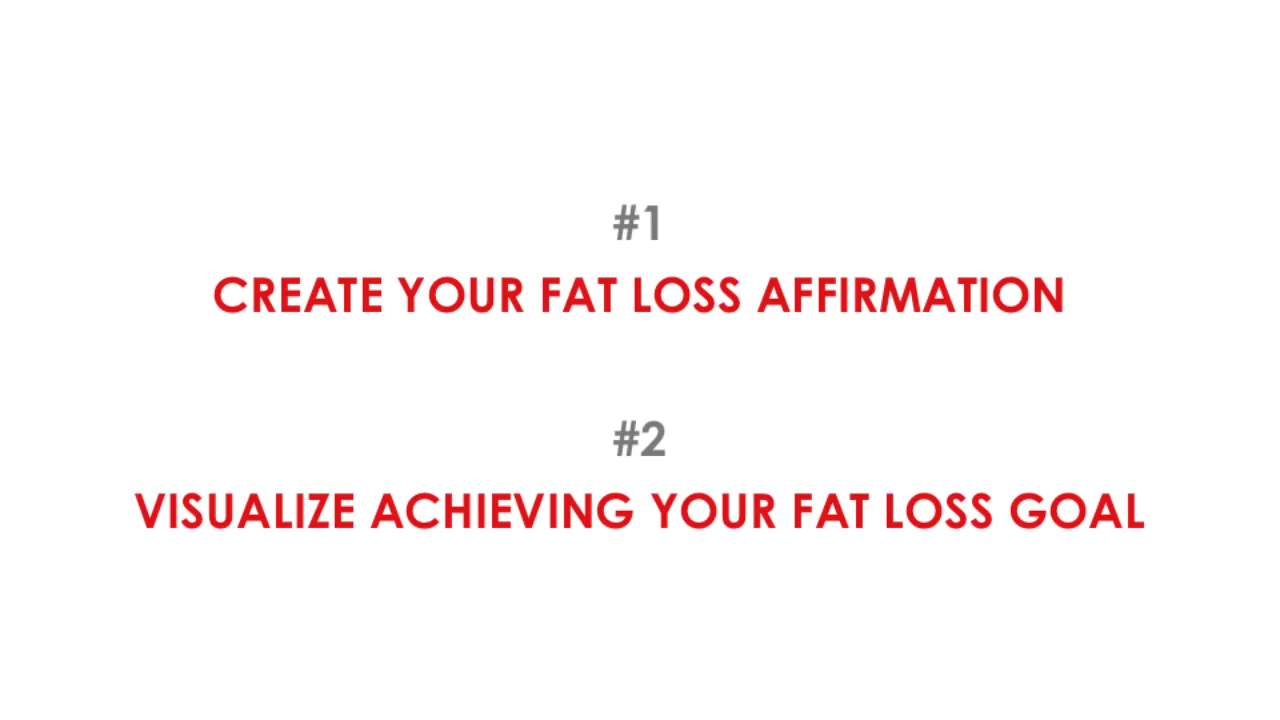 #1
CREATE YOUR FAT LOSS AFFIRMATION
#2
VISUALIZE ACHIEVING YOUR FAT LOSS GOAL